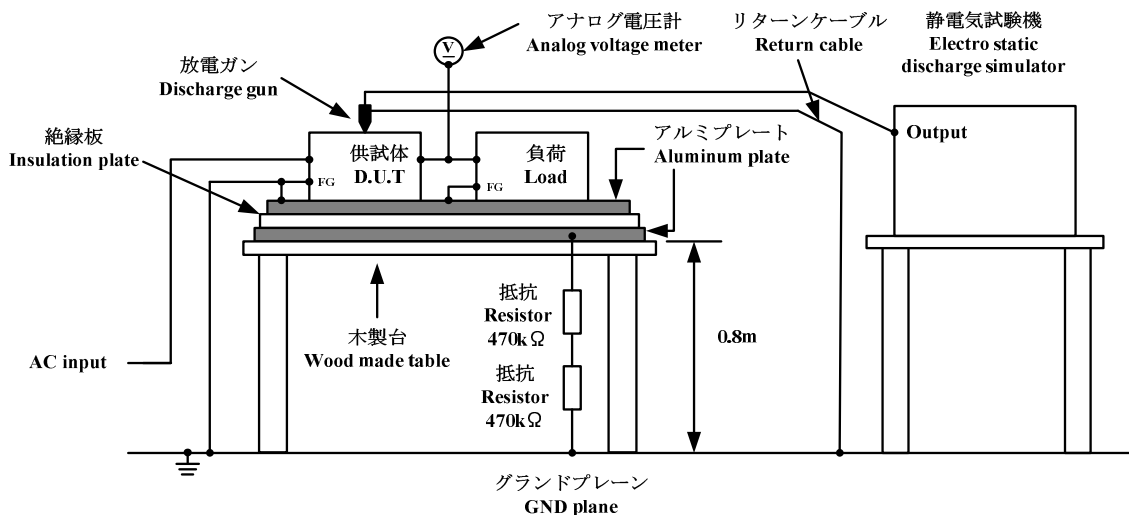 アナログ電圧計
Analog voltage meter
リターンケーブル
Return cable
静電気試験機
Electro static
discharge simulator
放電ガン
Discharge gun
V
絶縁板
Insulation plate
供試体
D.U.T
FG
負荷
Load
FG
アルミプレート
Aluminum plate
Output
抵抗
Resistor
470kΩ
0.8m
木製台
Wood made table
AC input
抵抗
Resistor
470kΩ
グランドプレーン
GND plane